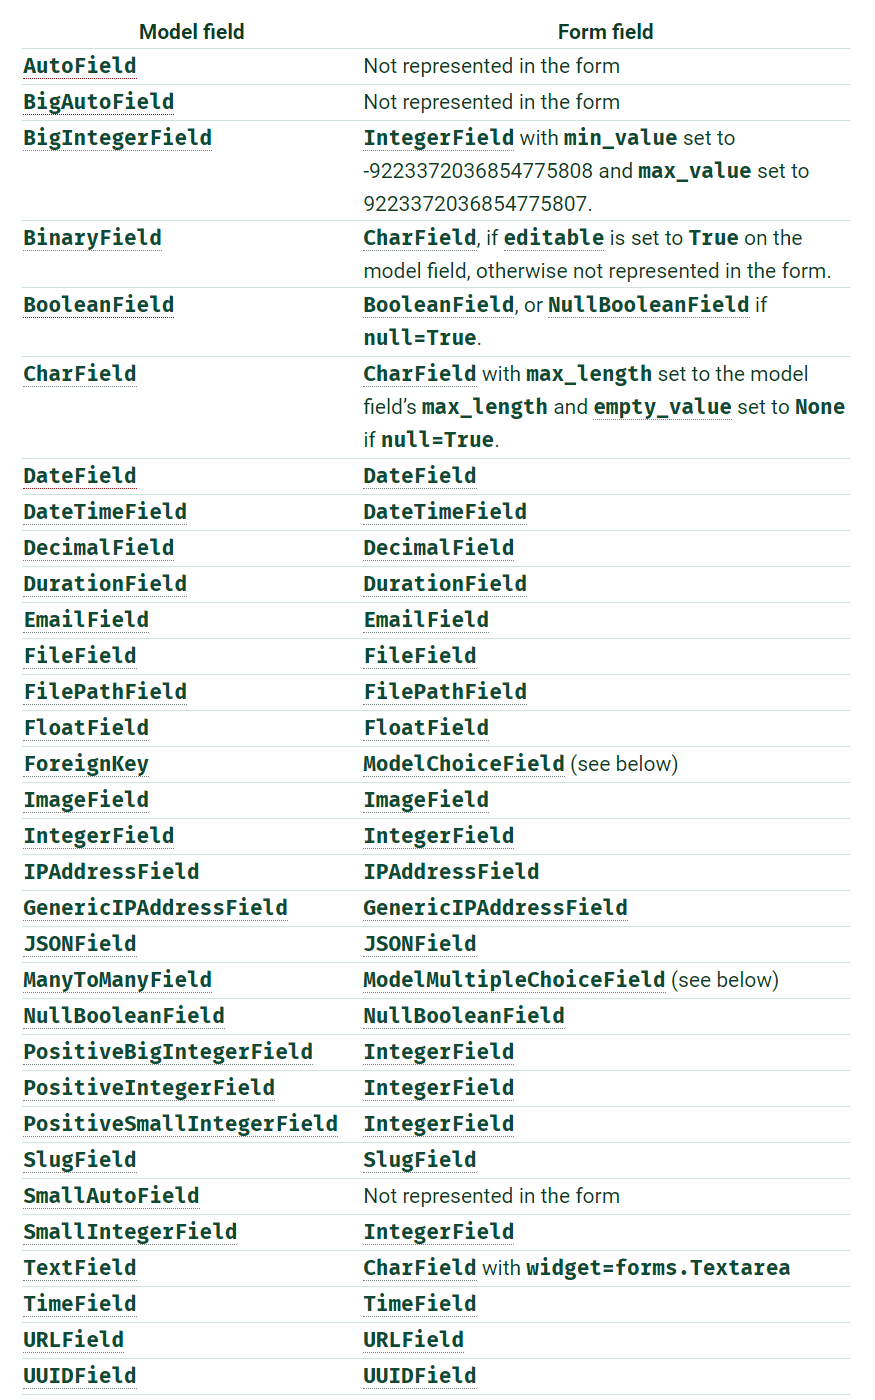 Model field Form field
AutoField Not represented in the form
BigAutoField Not represented in the form
BigIntegerField IntegerField with min_value set to
-9223372036854775808 and max_value set to
9223372036854775807.
BinaryField CharField, if editable is set to True on the
model field, otherwise not represented in the form.
BooleanField BooleanField, or NullBooleanField if
null=True.
CharField CharField with max_length set to the model
field’s max_length and empty_value set to None
if null=True.
DateField DateField
DateTimeField DateTimeField
DecimalField DecimalField
DurationField DurationField
EmailField EmailField
FileField FileField
FilePathField FilePathField
FloatField FloatField
ForeignKey ModelChoiceField (see below)
ImageField ImageField
IntegerField IntegerField
IPAddressField IPAddressField
GenericIPAddressField GenericIPAddressField
JSONField JSONField
ManyToManyField ModelMultipleChoiceField (see below)
NullBooleanField NullBooleanField
PositiveBigIntegerField IntegerField
PositiveIntegerField IntegerField
PositiveSmallIntegerField IntegerField
SlugField SlugField
SmallAutoField Not represented in the form
SmallIntegerField IntegerField
TextField CharField with widget=forms.Textarea
TimeField TimeField
URLField URLField
UUIDField UUIDField